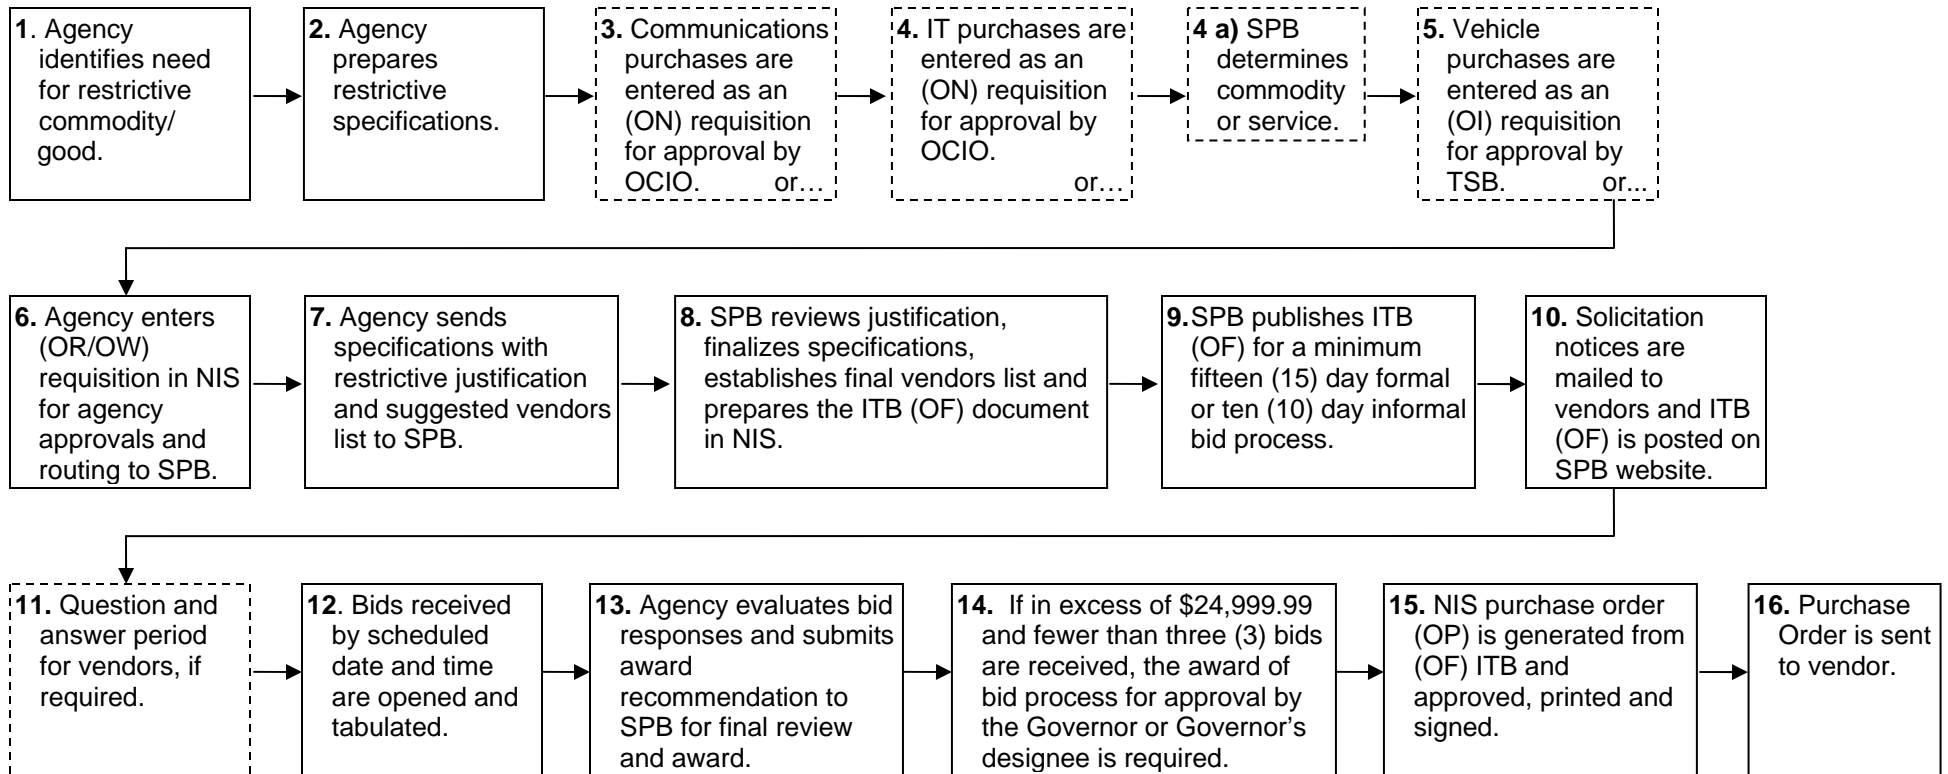 1. Agency
identifies need
for restrictive
commodity/
good.
2. Agency
prepares
restrictive
specifications.
3. Communications
purchases are
entered as an
(ON) requisition
for approval by
OCIO. or…
4. IT purchases are
entered as an
(ON) requisition
for approval by
OCIO.
or…
4 a) SPB
determines
commodity
or service.
5. Vehicle
purchases are
entered as an
(OI) requisition
for approval by
TSB. or...
6. Agency enters
(OR/OW)
requisition in NIS
for agency
approvals and
routing to SPB.
7. Agency sends
specifications with
restrictive justification
and suggested vendors
list to SPB.
8. SPB reviews justification,
finalizes specifications,
establishes final vendors list and
prepares the ITB (OF) document
in NIS.
9.SPB publishes ITB
(OF) for a minimum
fifteen (15) day formal
or ten (10) day informal
bid process.
10. Solicitation
notices are
mailed to
vendors and ITB
(OF) is posted on
SPB website.
11. Question and
answer period
for vendors, if
required.
12. Bids received
by scheduled
date and time
are opened and
tabulated.
13. Agency evaluates bid
responses and submits
award
recommendation to
SPB for final review
and award.
14. If in excess of $24,999.99
and fewer than three (3) bids
are received, the award of
bid process for approval by
the Governor or Governor's
designee is required.
15. NIS purchase order
(OP) is generated from
(OF) ITB and
approved, printed and
signed.
16. Purchase
Order is sent
to vendor.